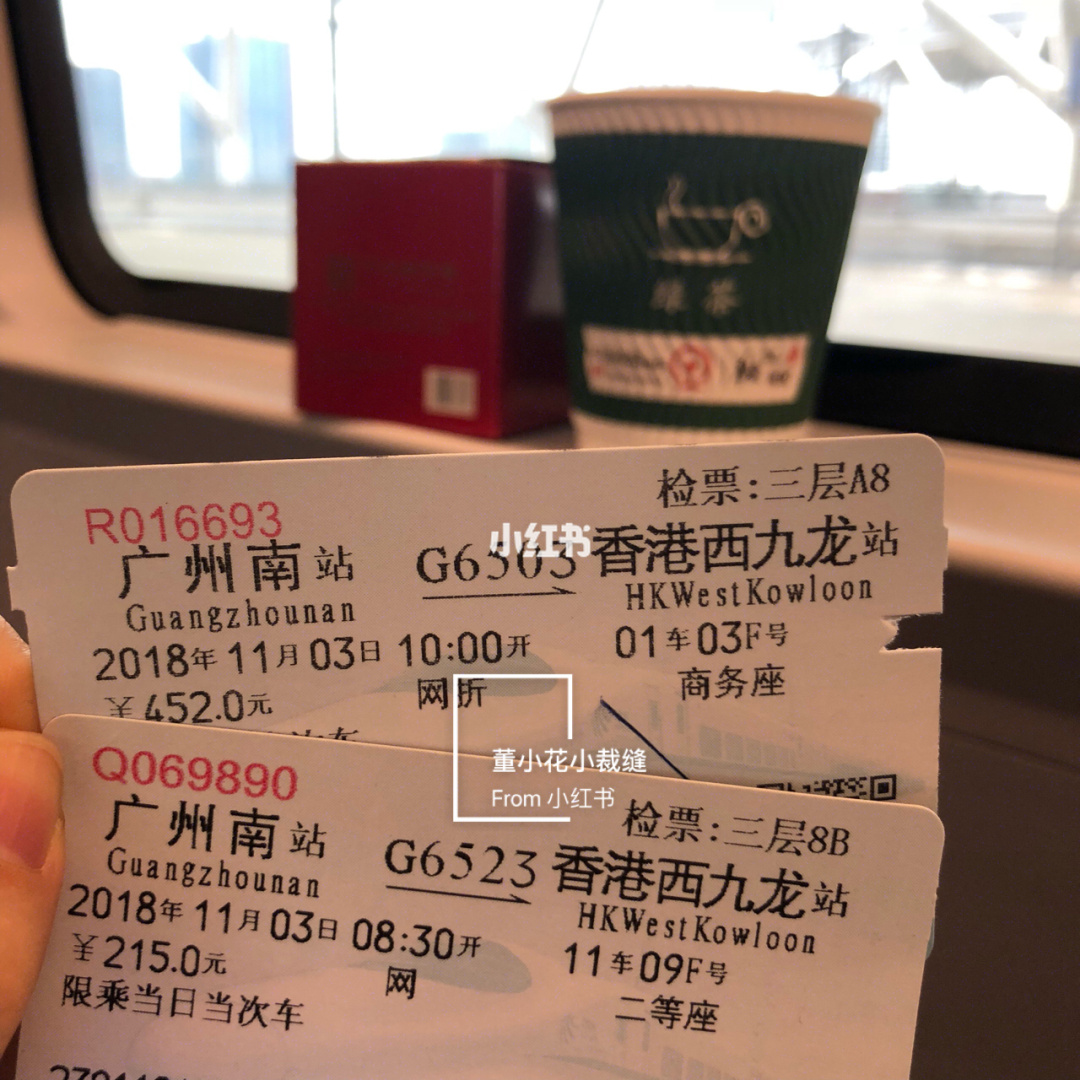 绿茶
检票:三层A8
R016693
广州南站 G6503 香港西九龙站
Guangzhounan HKWestKowloon
2018年11月03日 10:00开 01车03F号
¥452.0元 网折 商务座
小红书
董小花小裁缝
From 小红书
Q069890
检票:三层8B
广州南站 G6523 香港西九龙站
Guangzhounan HKWestKowloon
2018年11月03日 08:30开 11车09F号
¥215.0元 网 二等座
限乘当日当次车